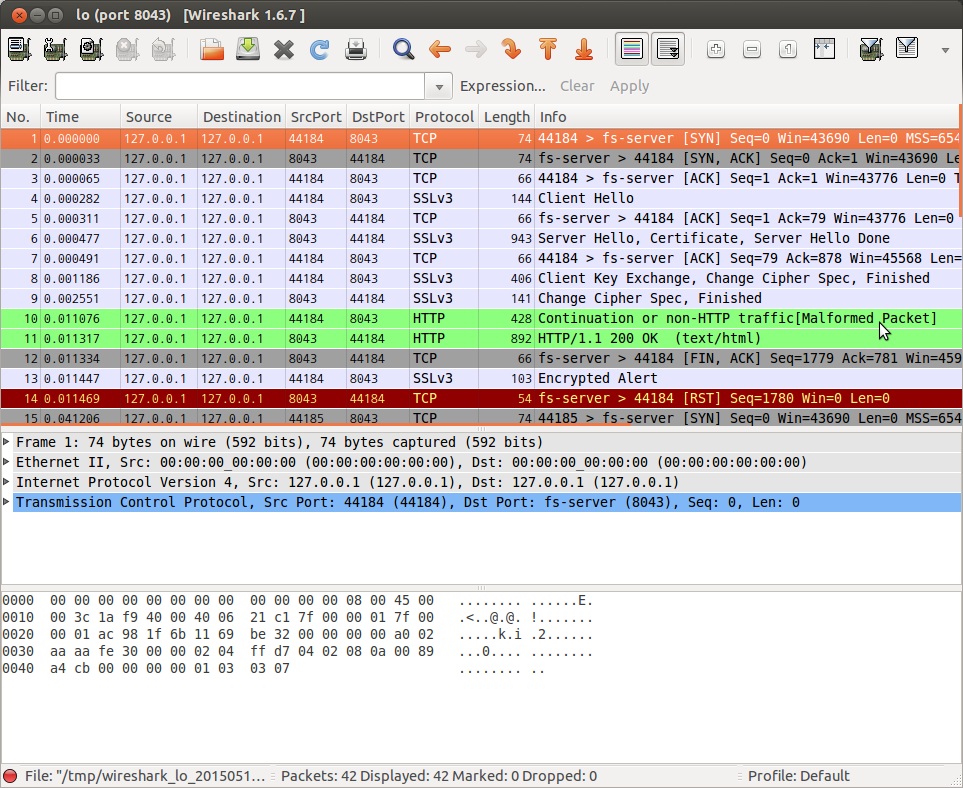 lo (port 8043) [Wireshark 1.6.7 ]
Filter: Expression... Clear Apply
No. Time Source Destination SrcPort DstPort Protocol Length Info
1 0.000000 127.0.0.1 127.0.0.1 44184 8043 TCP 74 44184 > fs-server [SYN] Seq=0 Win=43690 Len=0 MSS=654
2 0.000033 127.0.0.1 127.0.0.1 8043 44184 TCP 74 fs-server > 44184 [SYN, ACK] Seq=0 Ack=1 Win=43690 Le
3 0.000065 127.0.0.1 127.0.0.1 44184 8043 TCP 66 44184 > fs-server [ACK] Seq=1 Ack=1 Win=43776 Len=0 T
4 0.000282 127.0.0.1 127.0.0.1 44184 8043 SSLv3 144 Client Hello
5 0.000311 127.0.0.1 127.0.0.1 8043 44184 TCP 66 fs-server > 44184 [ACK] Seq=1 Ack=79 Win=43776 Len=0
6 0.000477 127.0.0.1 127.0.0.1 8043 44184 SSLv3 943 Server Hello, Certificate, Server Hello Done
7 0.000491 127.0.0.1 127.0.0.1 44184 8043 TCP 66 44184 > fs-server [ACK] Seq=79 Ack=878 Win=45568 Len=
8 0.001186 127.0.0.1 127.0.0.1 44184 8043 SSLv3 406 Client Key Exchange, Change Cipher Spec, Finished
9 0.002551 127.0.0.1 127.0.0.1 8043 44184 SSLv3 141 Change Cipher Spec, Finished
10 0.011076 127.0.0.1 127.0.0.1 44184 8043 HTTP 428 Continuation or non-HTTP traffic[Malformed Packet]
11 0.011317 127.0.0.1 127.0.0.1 8043 44184 HTTP 892 HTTP/1.1 200 OK (text/html)
12 0.011334 127.0.0.1 127.0.0.1 8043 44184 TCP 66 fs-server > 44184 [FIN, ACK] Seq=1779 Ack=781 Win=459
13 0.011447 127.0.0.1 127.0.0.1 44184 8043 SSLv3 103 Encrypted Alert
14 0.011469 127.0.0.1 127.0.0.1 8043 44184 TCP 54 fs-server > 44184 [RST] Seq=1780 Win=0 Len=0
15 0.041206 127.0.0.1 127.0.0.1 44185 8043 TCP 74 44185 > fs-server [SYN] Seq=0 Win=43690 Len=0 MSS=654
Frame 1: 74 bytes on wire (592 bits), 74 bytes captured (592 bits)
Ethernet II, Src: 00:00:00_00:00:00 (00:00:00:00:00:00), Dst: 00:00:00_00:00:00 (00:00:00:00:00:00)
Internet Protocol Version 4, Src: 127.0.0.1 (127.0.0.1), Dst: 127.0.0.1 (127.0.0.1)
Transmission Control Protocol, Src Port: 44184 (44184), Dst Port: fs-server (8043), Seq: 0, Len: 0
0000 00 00 00 00 00 00 00 00 00 00 00 00 08 00 45 00 ........ ......E.
0010 00 3c 1a f9 40 00 40 06 21 c1 7f 00 00 01 7f 00 .<..@.@. !.......
0020 00 01 ac 98 1f 6b 11 69 be 32 00 00 00 00 a0 02 .....k.i .2......
0030 aa aa fe 30 00 00 02 04 ff d7 04 02 08 0a 00 89 ...0.... ........
0040 a4 cb 00 00 00 00 01 03 03 07 ........ ..
File: "/tmp/wireshark_lo_2015051... Packets: 42 Displayed: 42 Marked: 0 Dropped: 0 Profile: Default